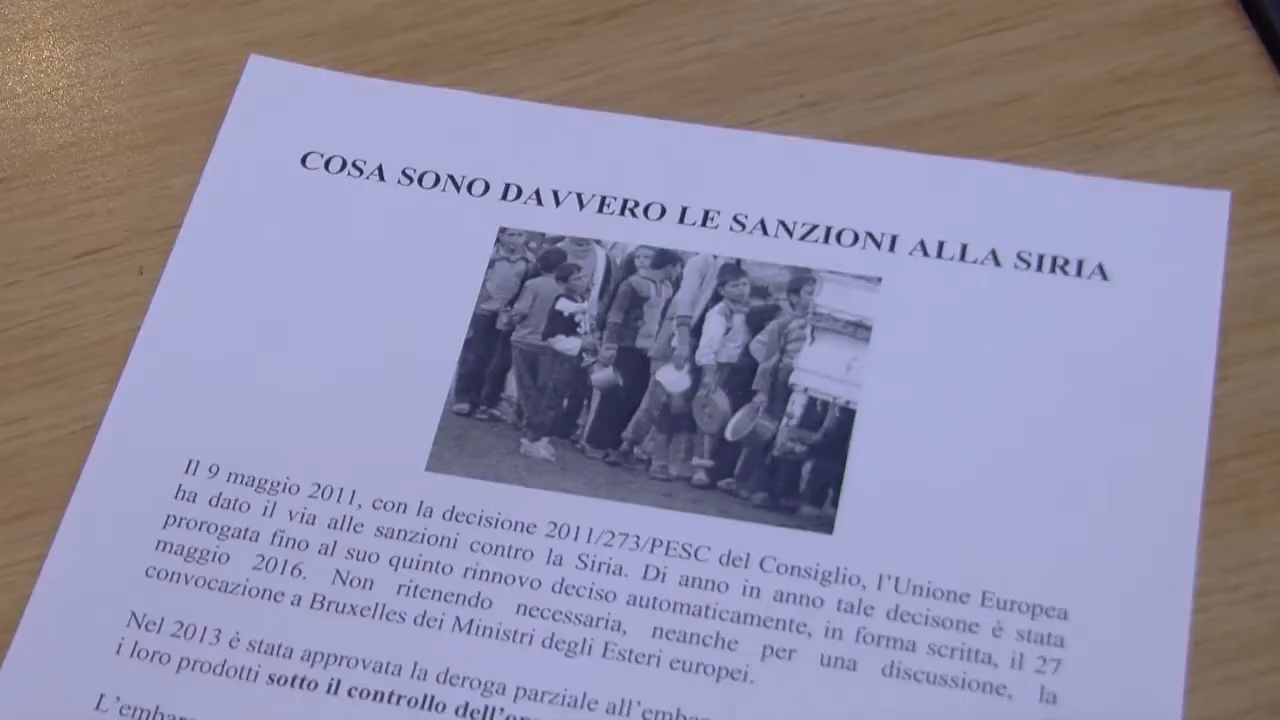 COSA SONO DAVVERO LE SANZIONI ALLA SIRIA
Il 9 maggio 2011, con la decisione 2011/273/PESC del Consiglio, l’Unione Europea
ha dato il via alle sanzioni contro la Siria. Di anno in anno tale decisone è stata
prorogata fino al suo quinto rinnovo deciso automaticamente, in forma scritta, il 27
maggio 2016. Non ritenendo necessaria, neanche per una discussione, la
convocazione a Bruxelles dei Ministri degli Esteri europei.
Nel 2013 è stata approvata la deroga parziale
i loro prodotti sotto il controllo